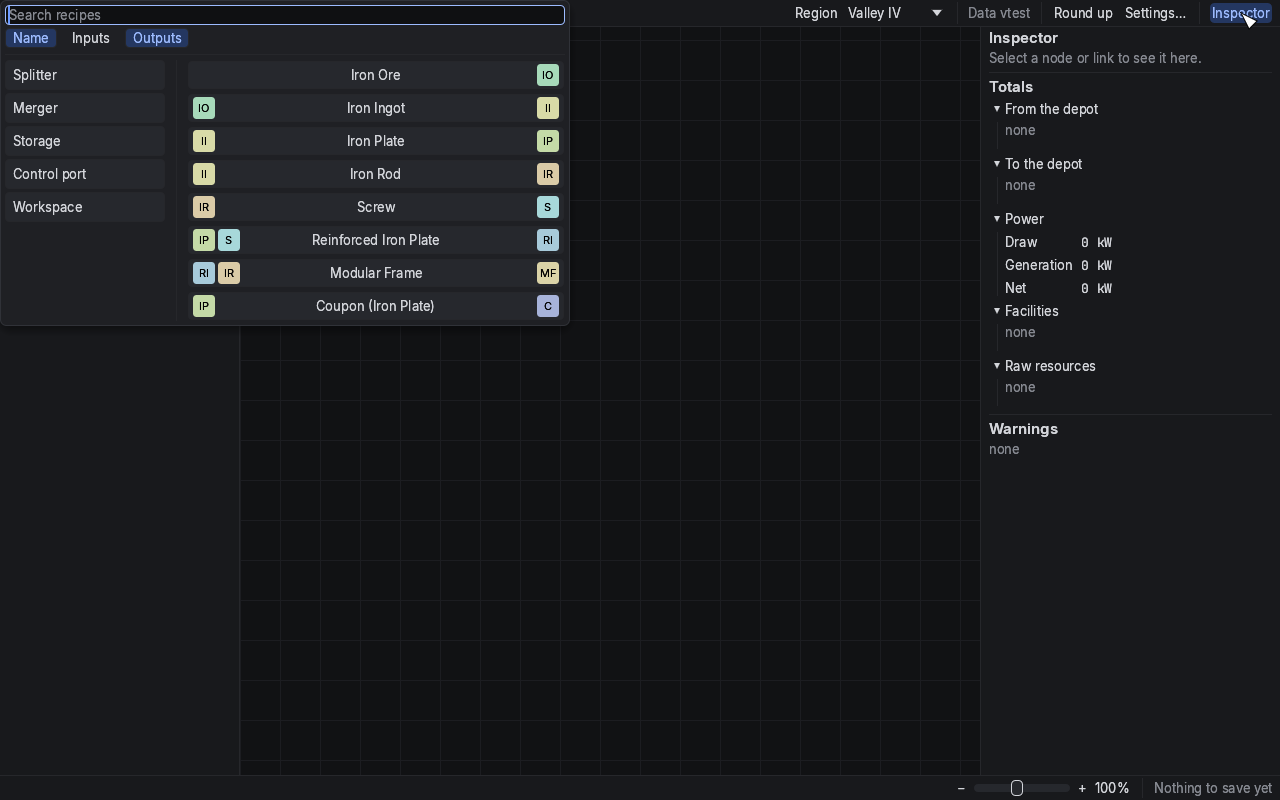 Search recipes
Region Valley IV Data vtest Round up Settings... Inspector
Name Inputs Outputs
Splitter
Merger
Storage
Control port
Workspace
Iron Ore IO
IO Iron Ingot II
II Iron Plate IP
II Iron Rod IR
IR Screw S
IP S Reinforced Iron Plate RI
RI IR Modular Frame MF
IP Coupon (Iron Plate) C
Inspector
Select a node or link to see it here.
Totals
From the depot
none
To the depot
none
Power
Draw 0 kW
Generation 0 kW
Net 0 kW
Facilities
none
Raw resources
none
Warnings
none
− + 100% Nothing to save yet